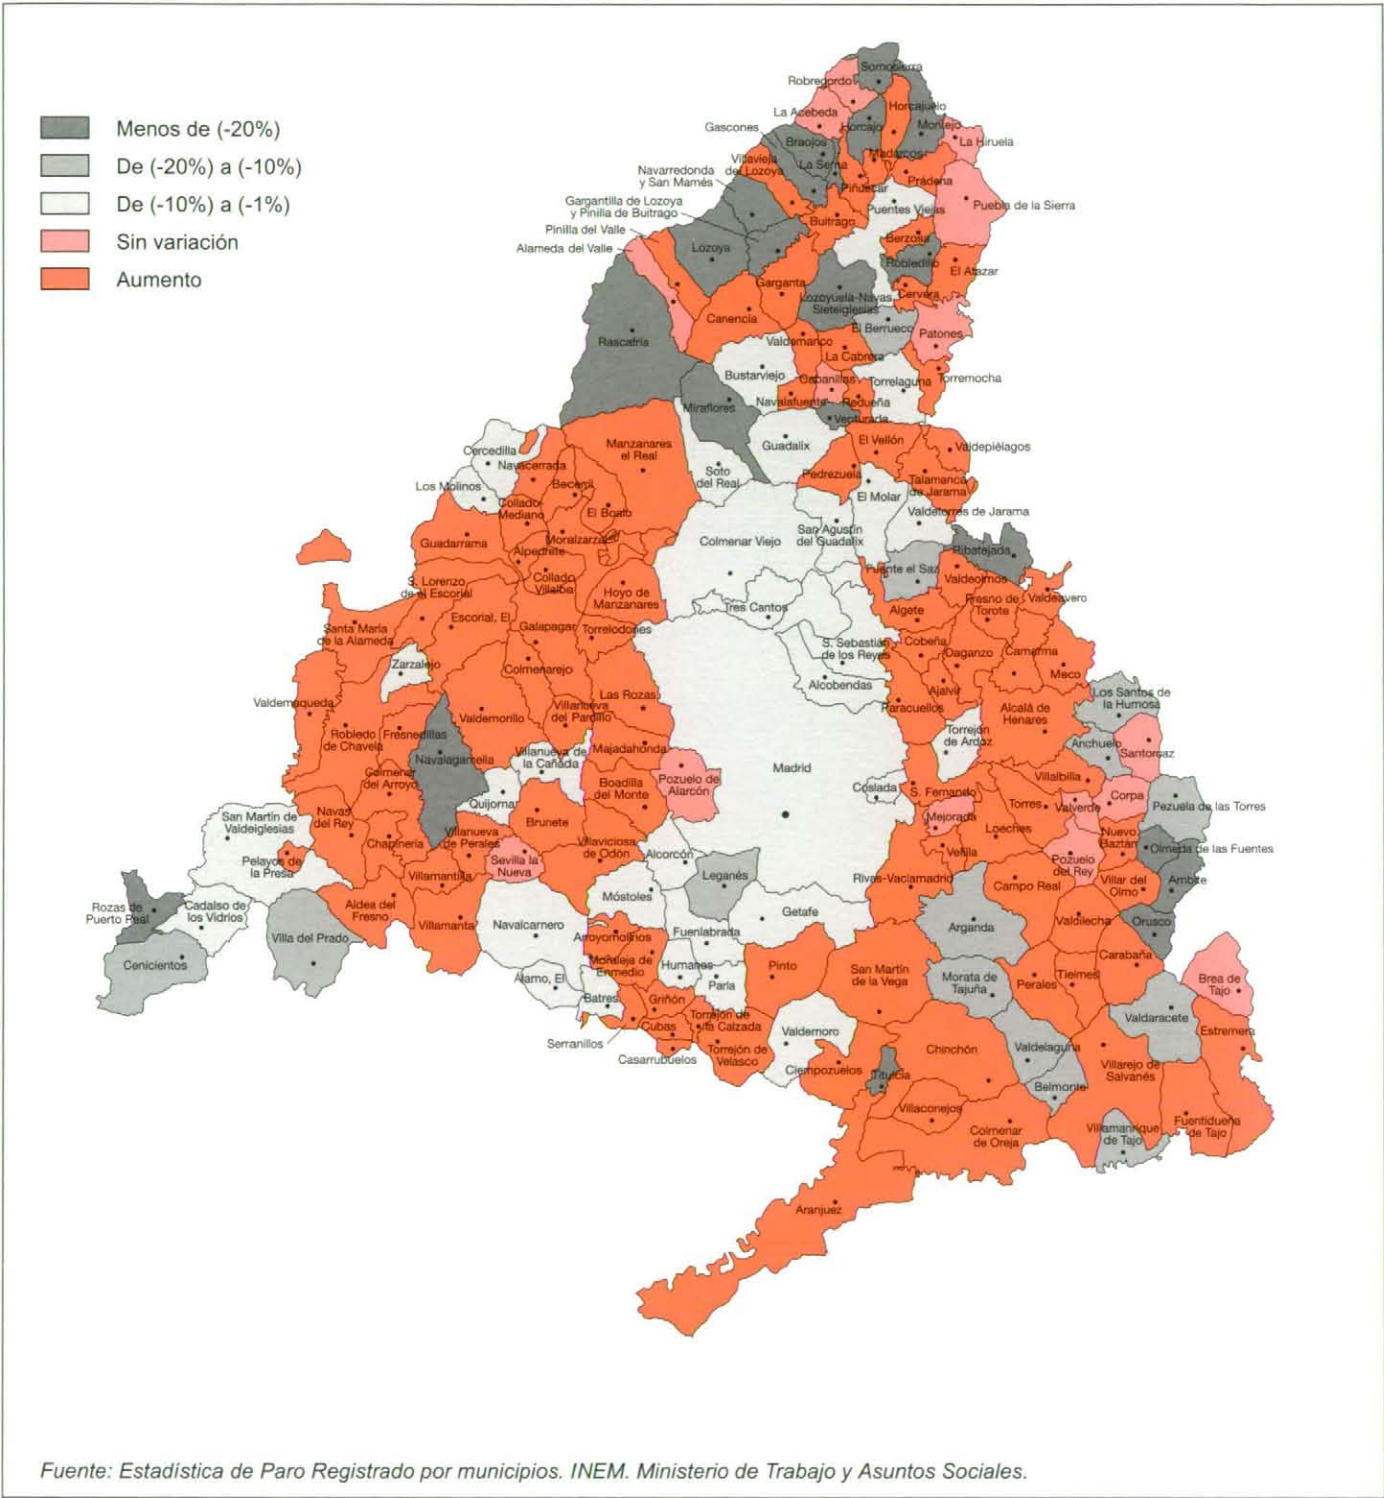 Menos de (-20%)
De (-20%) a (-10%)
De (-10%) a (-1%)
Sin variación
Aumento
Somosierra
Robregordo
Horcajuelo
La Acebeda
Horcajo
Montejo
Gascones
La Hiruela
Braojos
Madarcos
La Serna
Villavieja
del Lozoya
Prádena
Navarredonda
y San Mamés
Piñuécar
Puentes Viejas
Puebla de la Sierra
Gargantilla de Lozoya
y Pinilla de Buitrago
Buitrago
Pinilla del Valle
Berzosa
Alameda del Valle
Lozoya
Robledillo
El Atazar
Garganta
Lozoyuela-Navas
Sieteiglesias
Cervera
Canencia
El Berrueco
Patones
Rascafría
Valdemanco
La Cabrera
Bustarviejo
Cabanillas
Torrelaguna
Torremocha
Navalafuente
Redueña
Miraflores
Venturada
Guadalix
El Vellón
Valdepiélagos
Manzanares
el Real
Cercedilla
Navacerrada
Soto
del Real
Pedrezuela
Talamanca
de Jarama
Los Molinos
Becerril
El Molar
Collado
Mediano
El Boalo
Valdetorres de Jarama
San Agustín
del Guadalix
Guadarrama
Moralzarzal
Colmenar Viejo
Alpedrete
Ribatejada
Collado
Villalba
Fuente el Saz
Valdeolmos
S. Lorenzo
de el Escorial
Hoyo de
Manzanares
Fresno de
Torote
Valdeavero
Tres Cantos
Algete
Escorial, El
Santa María
de la Alameda
Galapagar
Torrelodones
S. Sebastián
de los Reyes
Cobeña
Daganzo
Camarma
Zarzalejo
Colmenarejo
Meco
Alcobendas
Ajalvir
Las Rozas
Los Santos de
la Humosa
Valdemaqueda
Valdemorillo
Villanueva
del Pardillo
Paracuellos
Alcalá de
Henares
Robledo
de Chavela
Fresnedillas
Torrejón
de Ardoz
Anchuelo
Santorcaz
Navalagamella
Villanueva de
la Cañada
Majadahonda
Madrid
Colmenar
del Arroyo
Pozuelo de
Alarcón
Villalbilla
Boadilla
del Monte
Coslada
S. Fernando
Corpa
Quijorna
Torres
Valverde
Pezuela de las Torres
San Martín de
Valdeiglesias
Navas
del Rey
Brunete
Mejorada
Loeches
Nuevo
Baztán
Chapinería
Villanueva
de Perales
Villaviciosa
de Odón
Velilla
Olmeda de las Fuentes
Pelayos de
la Presa
Sevilla la
Nueva
Alcorcón
Pozuelo
del Rey
Villamantilla
Leganés
Rivas-Vaciamadrid
Campo Real
Villar del
Olmo
Ambite
Móstoles
Rozas de
Puerto Real
Cadalso de
los Vidrios
Aldea del
Fresno
Getafe
Villamanta
Navalcarnero
Arganda
Valdilecha
Orusco
Villa del Prado
Arroyomolinos
Fuenlabrada
Cenicientos
Moraleja de
Enmedio
Humanes
Pinto
San Martín
de la Vega
Carabaña
Álamo, El
Parla
Morata de
Tajuña
Perales
Tielmes
Brea de
Tajo
Batres
Griñón
Valdaracete
Torrejón de
la Calzada
Cubas
Valdemoro
Estremera
Serranillos
Casarrubuelos
Torrejón de
Velasco
Chinchón
Valdelaguna
Villarejo de
Salvanés
Ciempozuelos
Titulcia
Belmonte
Villaconejos
Colmenar
de Oreja
Villamanrique
de Tajo
Fuentidueña
de Tajo
Aranjuez
Fuente: Estadística de Paro Registrado por municipios. INEM. Ministerio de Trabajo y Asuntos Sociales.